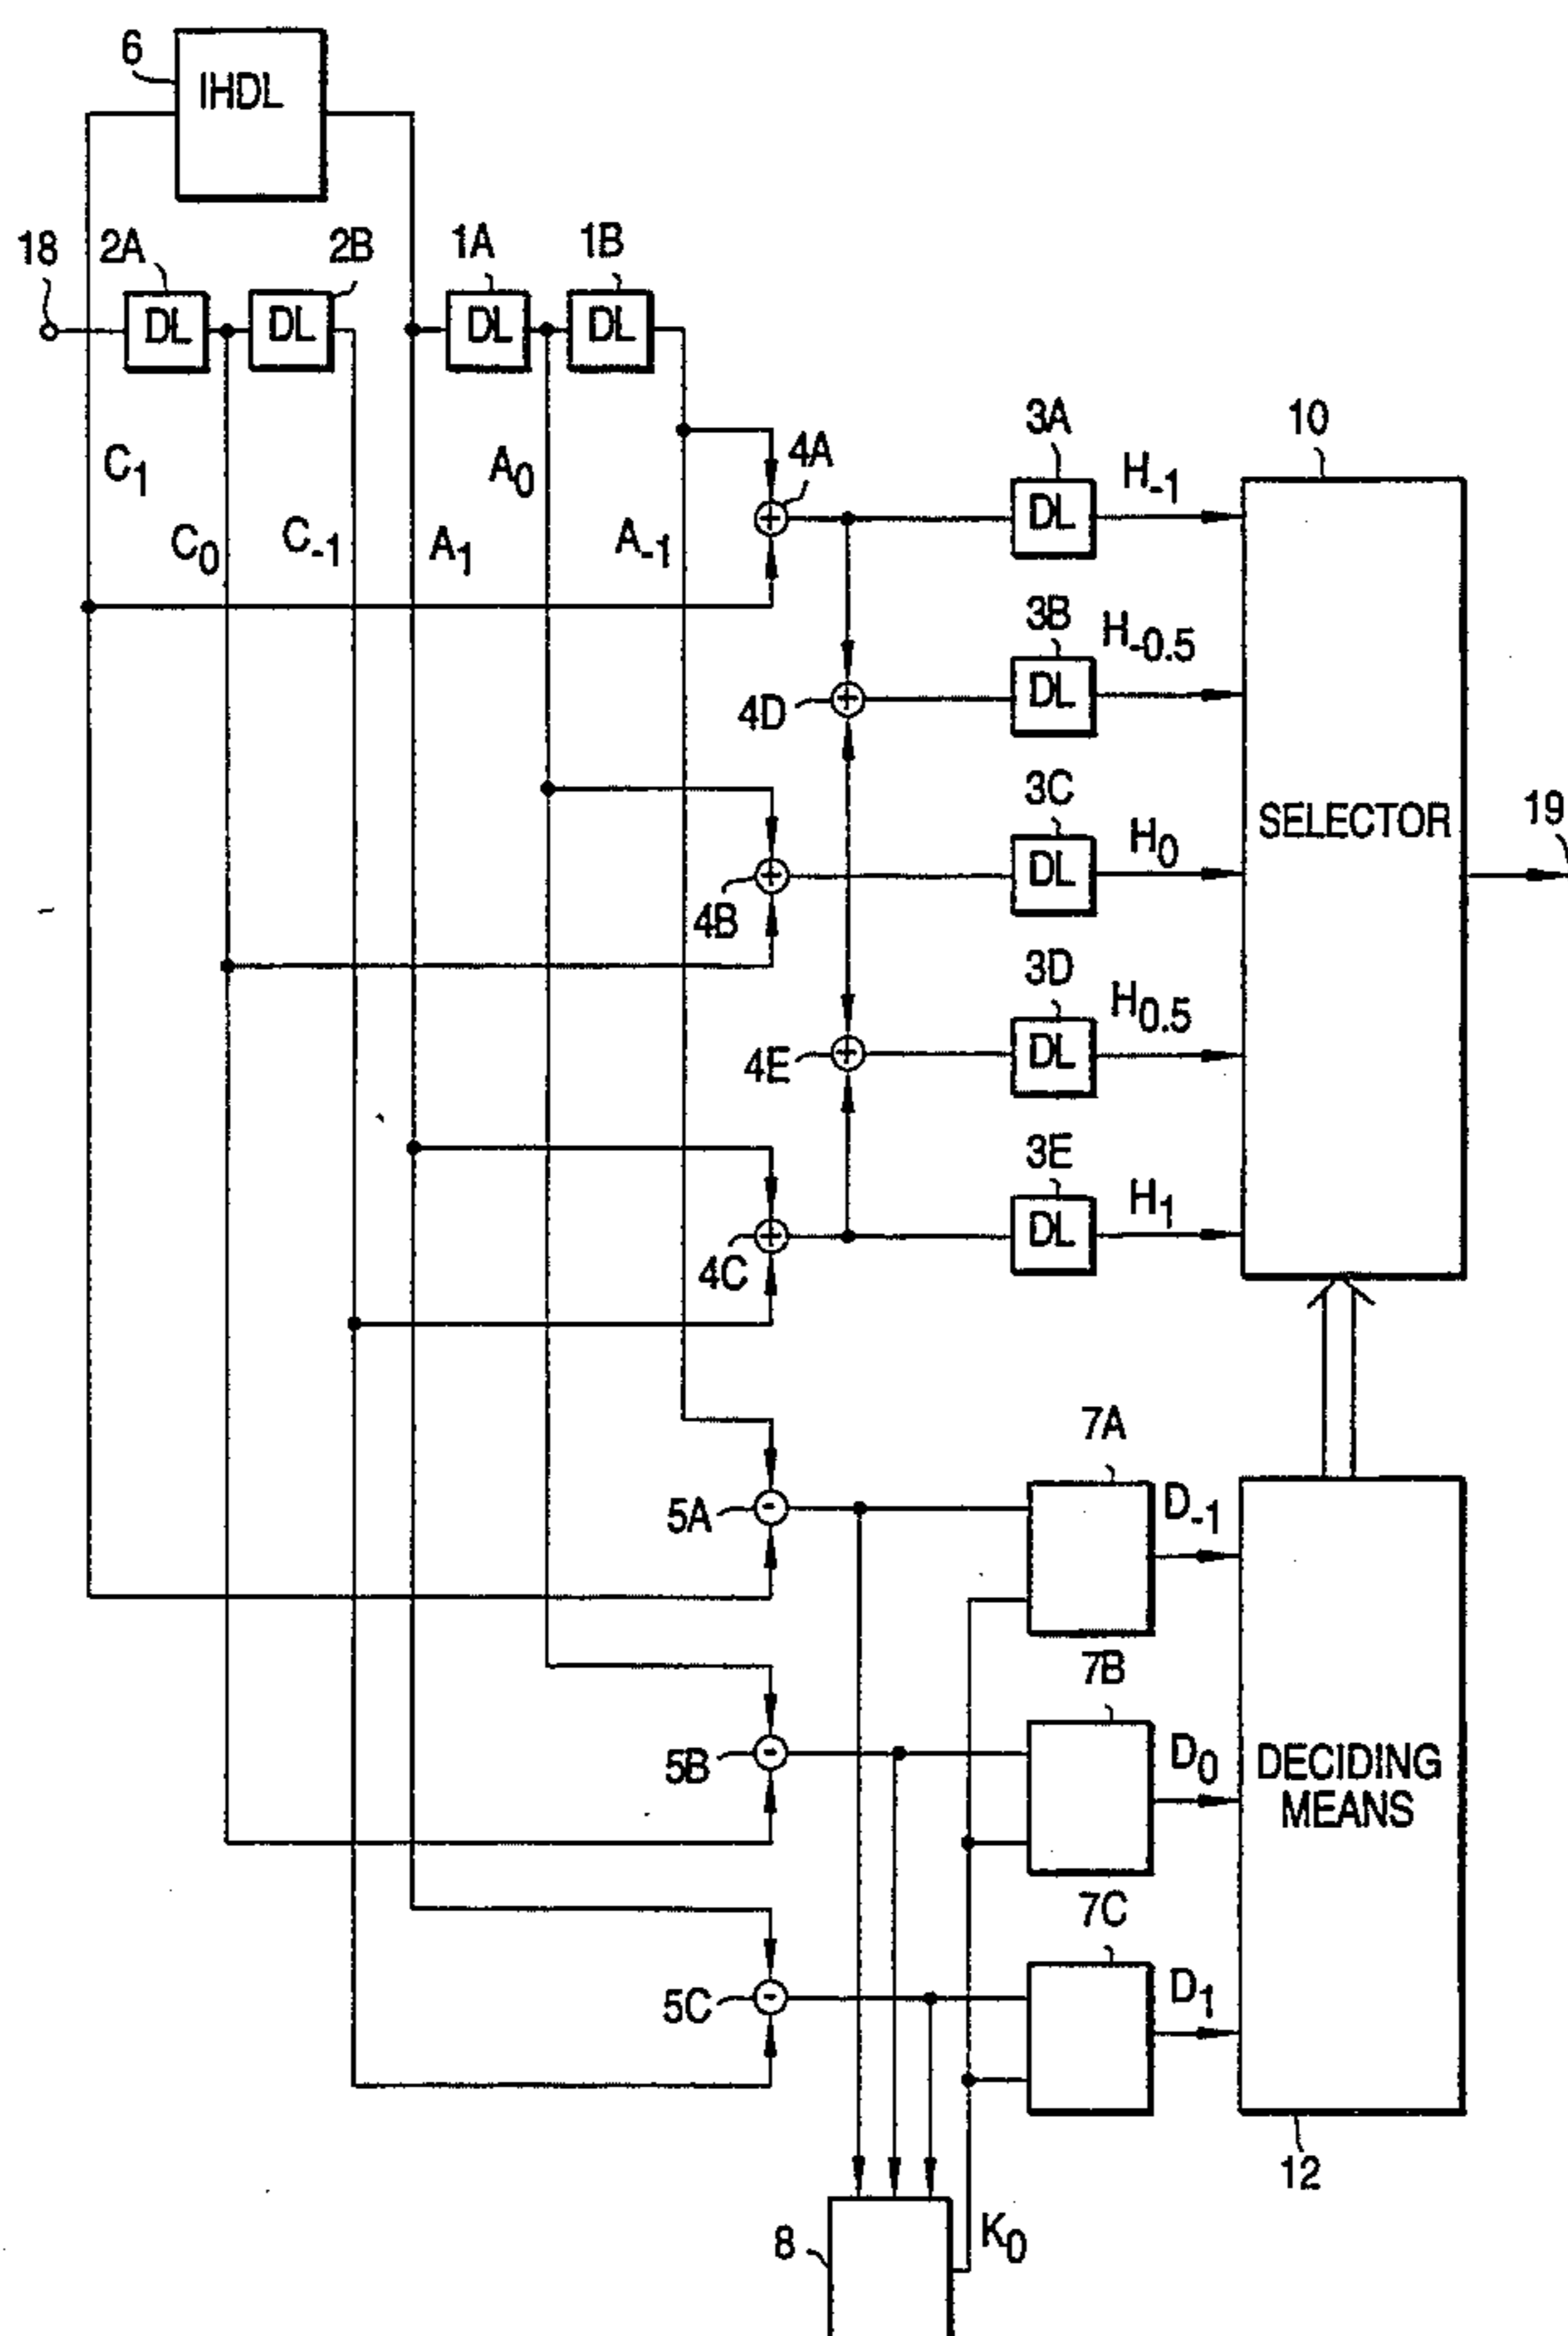 6
IHDL
18
2A
2B
1A
1B
DL
DL
DL
DL
C1
C0
C-1
A1
A0
A-1
4A
3A
DL
H-1
10
4D
3B
DL
H-0.5
4B
3C
DL
H0
SELECTOR
19
4E
3D
DL
H0.5
4C
3E
DL
H1
5A
7A
D-1
5B
7B
D0
DECIDING
MEANS
5C
7C
D1
12
8
K0